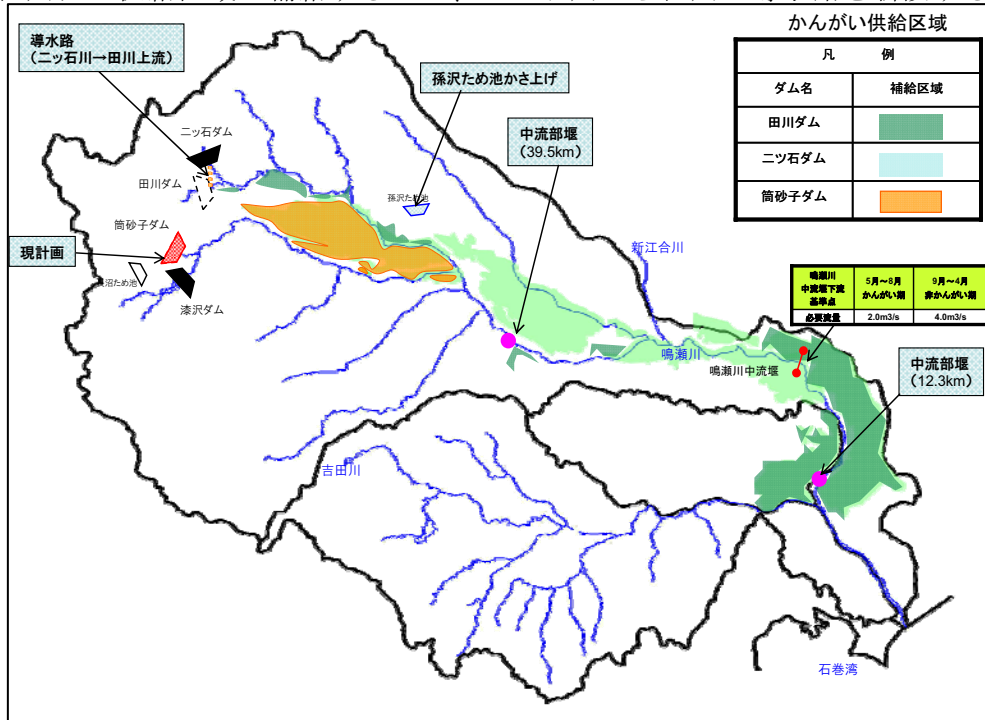 かんがい供給区域
凡 例
ダム名 補給区域
田川ダム
二ツ石ダム
筒砂子ダム
導水路
(二ッ石川→田川上流)
孫沢ため池かさ上げ
中流部堰
(39.5km)
二ッ石ダム
田川ダム
孫沢ため池
筒砂子ダム
現計画
沼ため池
漆沢ダム
新江合川
鳴瀬川
中流堰下流
基準点
5月~8月
かんがい期
9月~4月
非かんがい期
必要流量 2.0m3/s 4.0m3/s
鳴瀬川
鳴瀬川中流堰
中流部堰
(12.3km)
吉田川
石巻湾